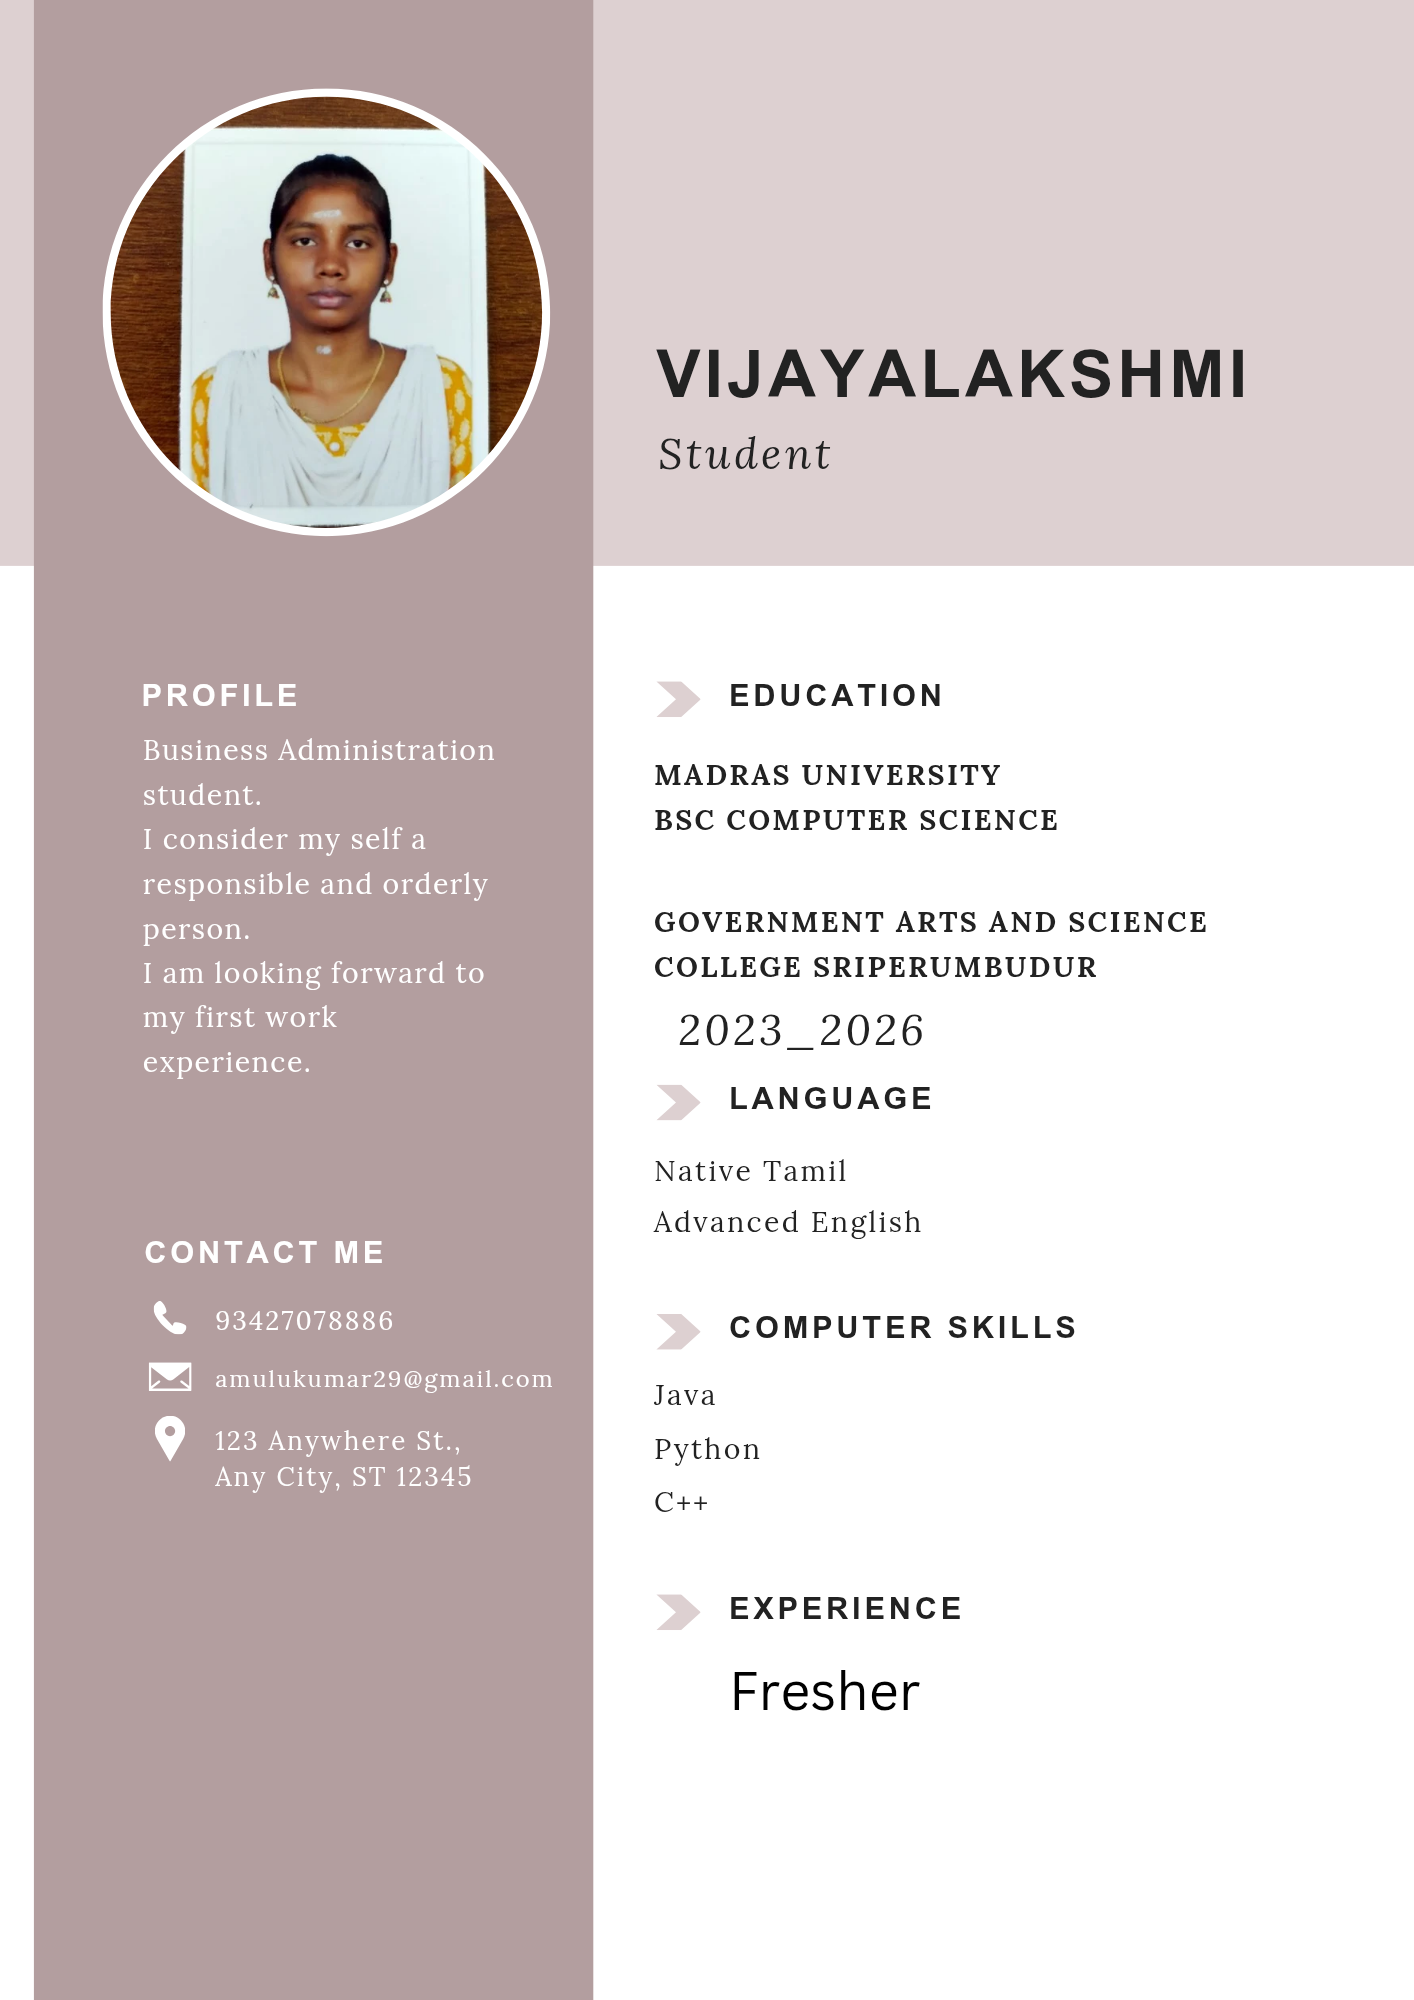 VIJAYALAKSHMI
Student
PROFILE
Business Administration
student.
I consider my self a
responsible and orderly
person.
I am looking forward to
my first work
experience.
CONTACT ME
93427078886
amulukumar29@gmail.com
123 Anywhere St.,
Any City, ST 12345
EDUCATION
MADRAS UNIVERSITY
BSC COMPUTER SCIENCE
GOVERNMENT ARTS AND SCIENCE
COLLEGE SRIPERUMBUDUR
2023_2026
LANGUAGE
Native Tamil
Advanced English
COMPUTER SKILLS
Java
Python
C++
EXPERIENCE
Fresher